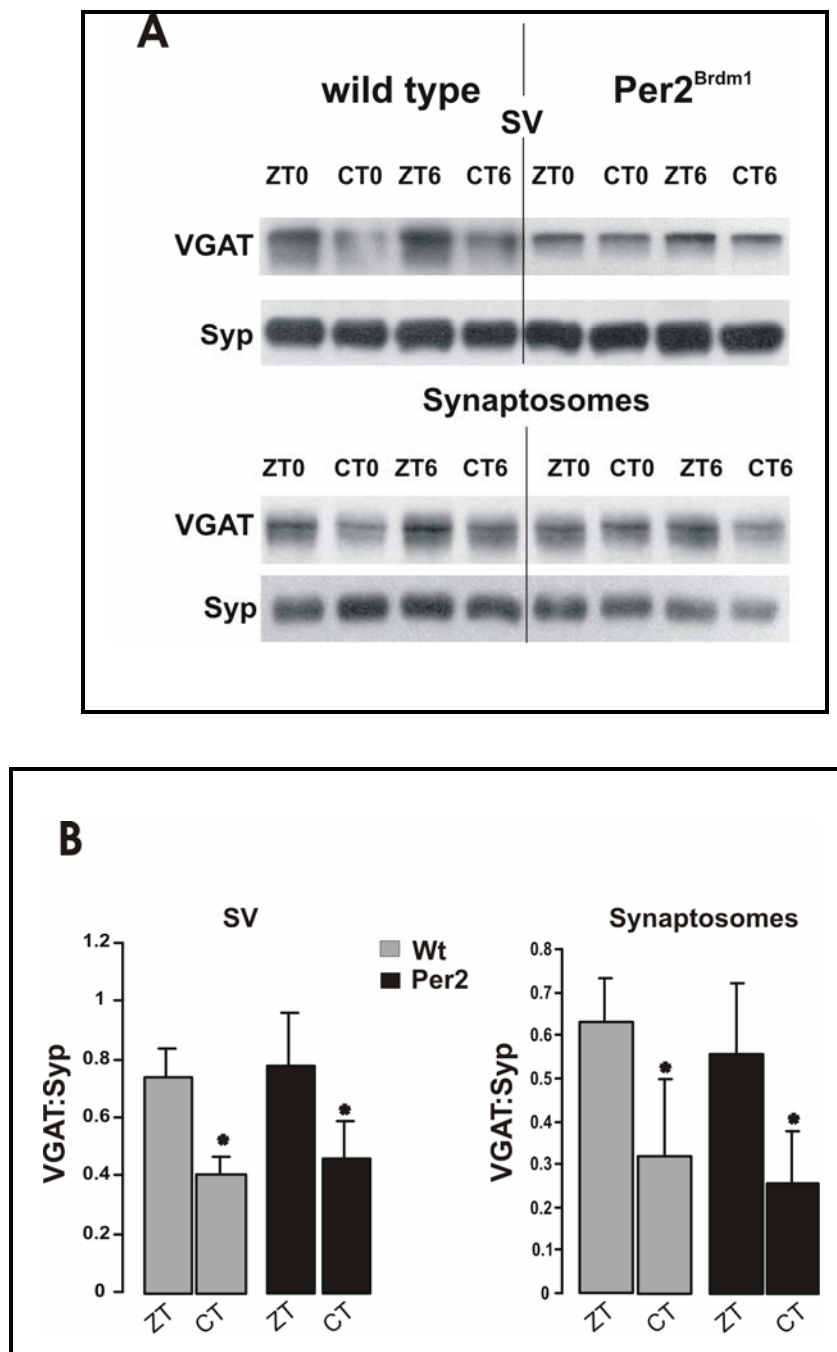 A
wild type Per2Brdm1
SV
ZT0 CT0 ZT6 CT6 ZT0 CT0 ZT6 CT6
VGAT
Syp
Synaptosomes
ZT0 CT0 ZT6 CT6 ZT0 CT0 ZT6 CT6
VGAT
Syp
B
SV
Wt
Per2
VGAT:Syp
1.2
1
0.8
0.6
0.4
0.2
0
* *
ZT CT ZT CT
Synaptosomes
VGAT:Syp
0.8
0.7
0.6
0.5
0.4
0.3
0.2
0.1
0
* *
ZT CT ZT CT